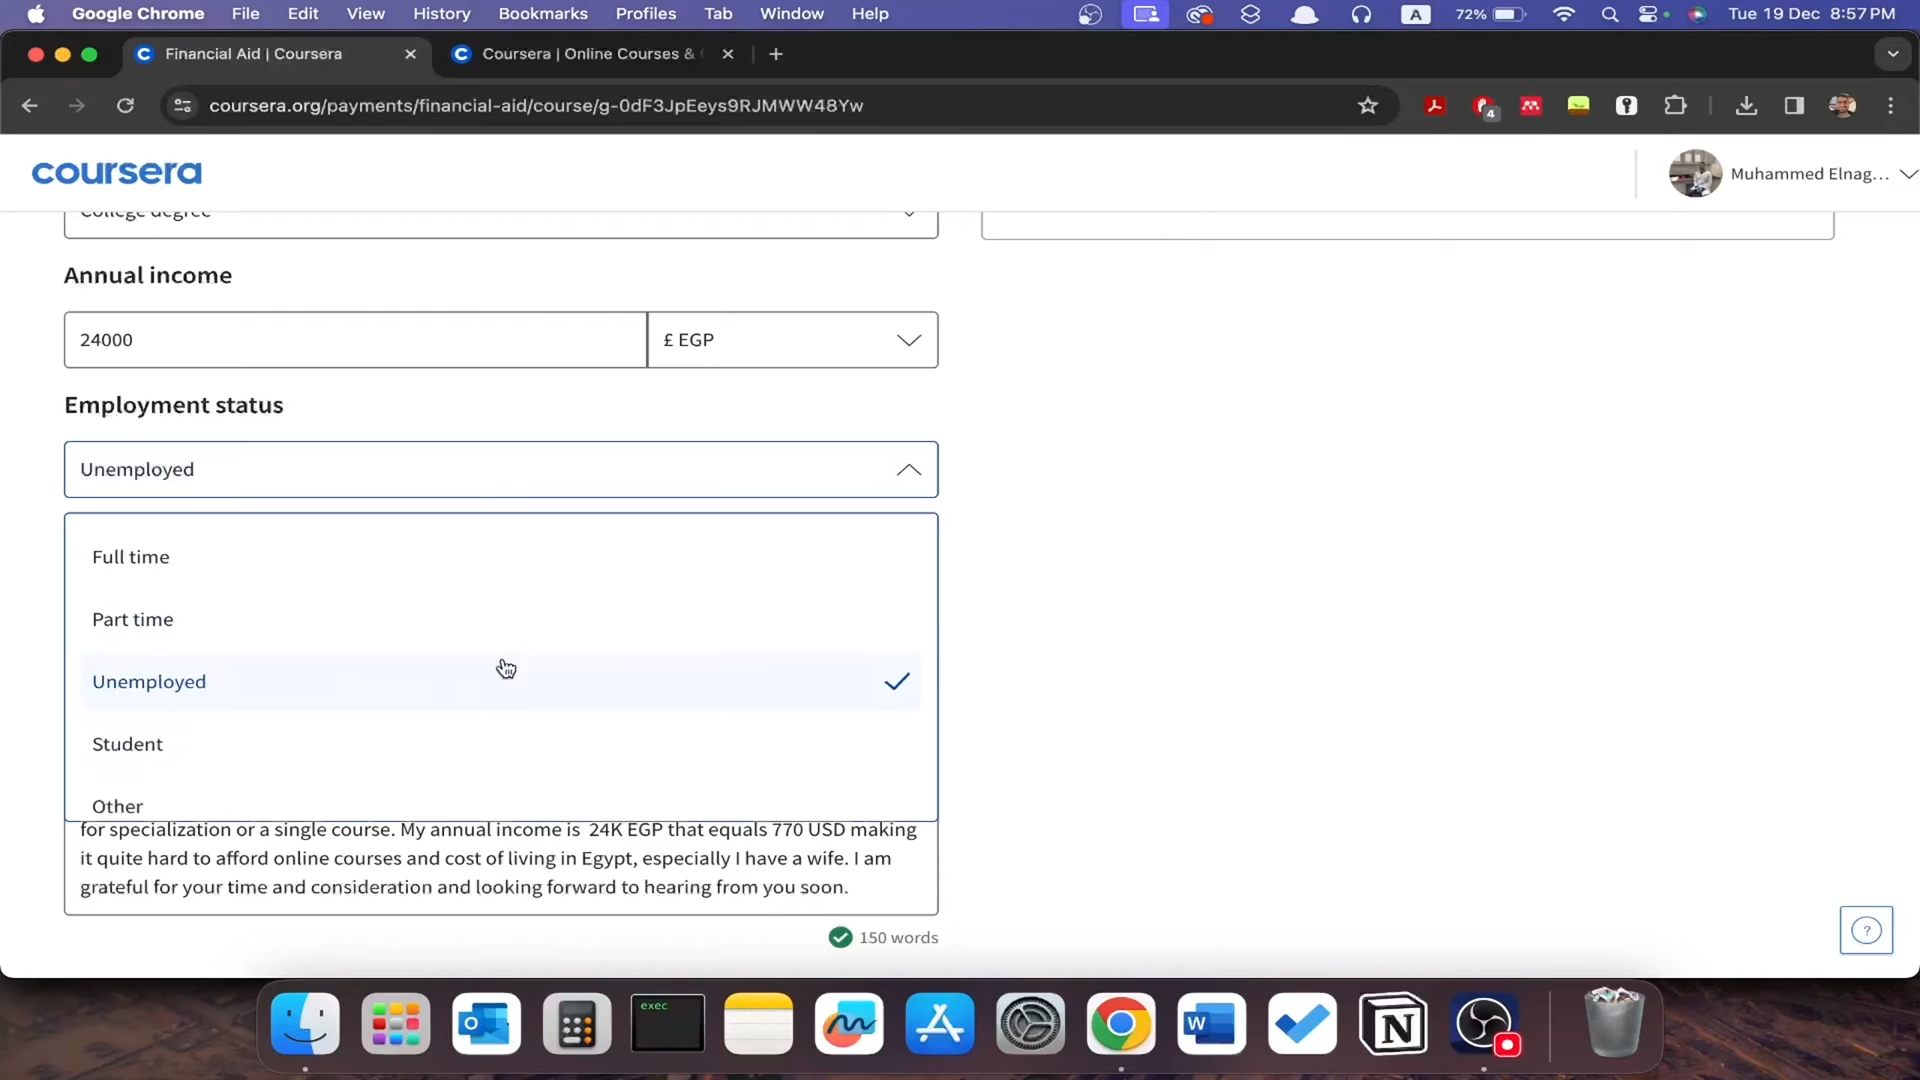 Google Chrome File Edit View History Bookmarks Profiles Tab Window Help A 72% Tue 19 Dec 8:57 PM
Financial Aid | Coursera Coursera | Online Courses &
coursera.org/payments/financial-aid/course/g-0dF3JpEeys9RJMWW48Yw 4
coursera Muhammed Elnag...
College degree
Annual income
24000 £ EGP
Employment status
Unemployed
Full time
Part time
Unemployed
Student
Other
for specialization or a single course. My annual income is 24K EGP that equals 770 USD making
it quite hard to afford online courses and cost of living in Egypt, especially I have a wife. I am
grateful for your time and consideration and looking forward to hearing from you soon.
150 words
?
exec